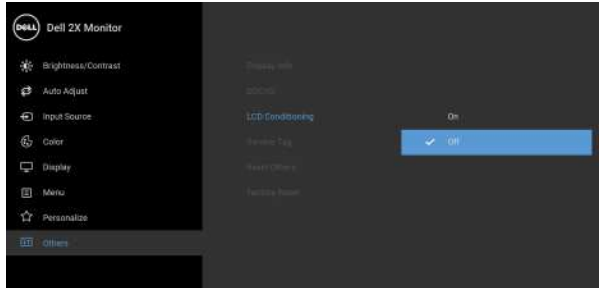 DELL Dell 2X Monitor
Brightness/Contrast
Auto Adjust
Input Source
Color
Display
Menu
Personalize
Others
Display Info
DDC/CI
LCD Conditioning
Service Tag
Reset Others
Factory Reset
On
Off